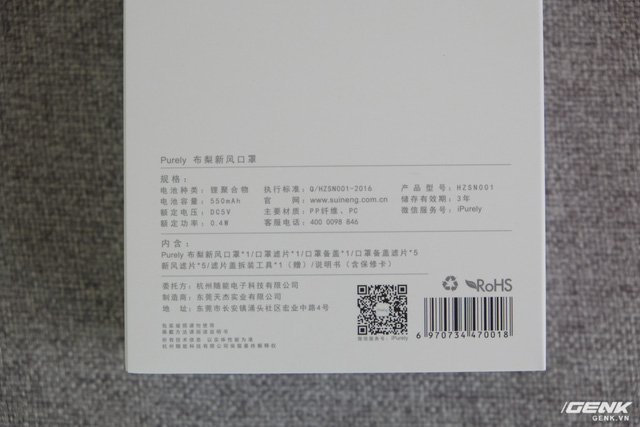 Purely 布梨新风口罩
规格：
电池种类：锂聚合物 执行标准：Q/HZSN001-2016 产品型号：HZSN001
电池容量：550mAh 官 网：www.suineng.com.cn 储存有效期：3年
额定电压：DC5V 主要材质：PP纤维、PC 微信服务号：iPurely
额定功率：0.4W 客服电话：400 0098 846
内含：
Purely 布梨新风口罩*1/口罩滤片*1/口罩备盖*1/口罩备盖滤片*5
新风滤片*5/滤片盖拆装工具*1（赠）/说明书（含保修卡）
委托方：杭州随能电子科技有限公司
制造商：东莞天杰实业有限公司
地 址：东莞市长安镇涌头社区宏业中路4号
RoHS
微信服务号：iPurely
6 970734 470018
GENK
GENK.VN